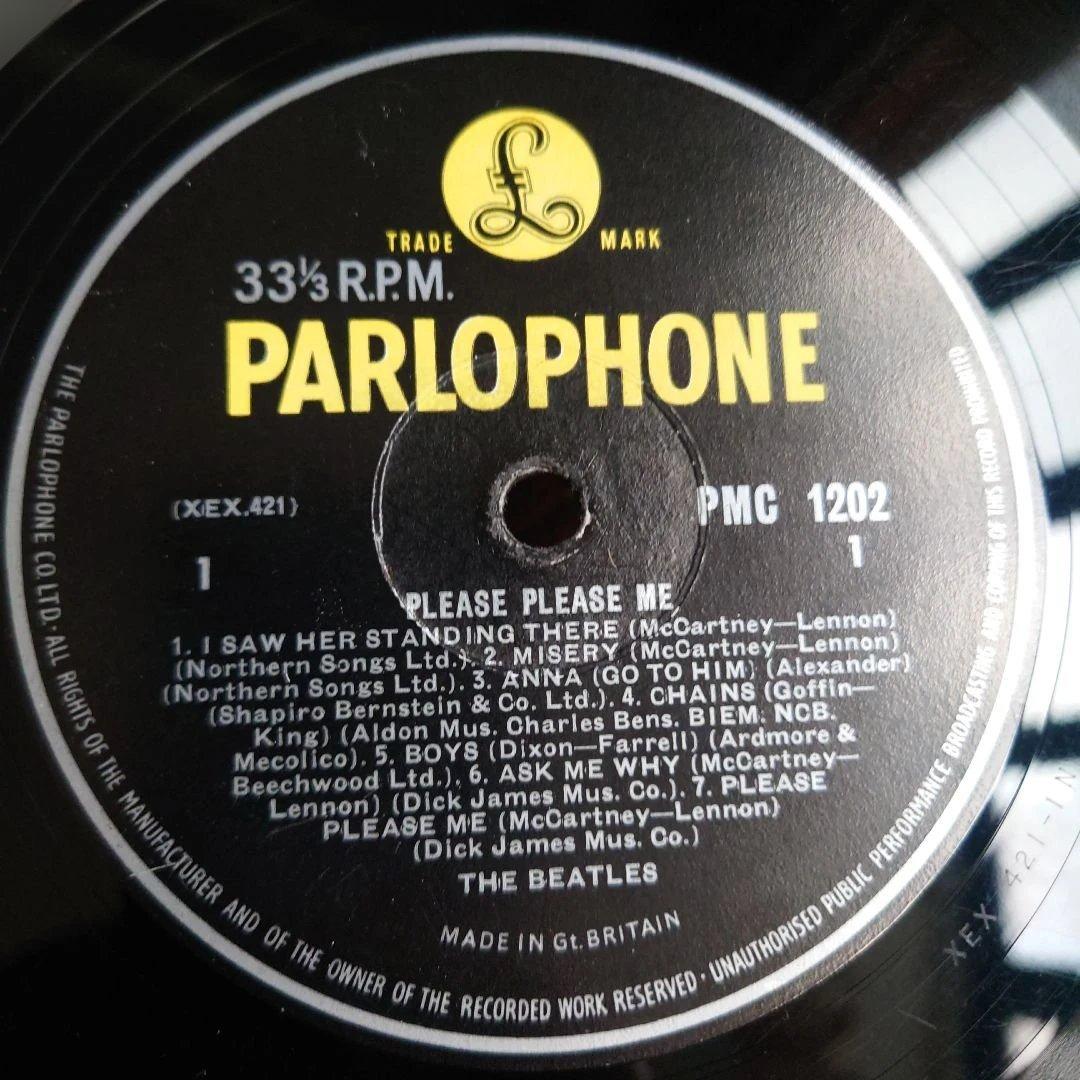 £
TRADE MARK
33⅓ R.P.M.
PARLOPHONE
(XEX.421)
PMC 1202
1
1
PLEASE PLEASE ME
1. I SAW HER STANDING THERE (McCartney—Lennon)
(Northern Songs Ltd.). 2. MISERY (McCartney—Lennon)
(Northern Songs Ltd.). 3. ANNA (GO TO HIM) (Alexander)
(Shapiro Bernstein & Co. Ltd.). 4. CHAINS (Goffin—
King) (Aldon Mus. Charles Bens. BIEM. NCB.
Mecolico). 5. BOYS (Dixon—Farrell) (Ardmore &
Beechwood Ltd.). 6. ASK ME WHY (McCartney—
Lennon) (Dick James Mus. Co.). 7. PLEASE
PLEASE ME (McCartney—Lennon)
(Dick James Mus. Co.)
THE BEATLES
MADE IN Gt. BRITAIN
THE PARLOPHONE CO. LTD. ALL RIGHTS OF THE MANUFACTURER AND OF THE OWNER OF THE RECORDED WORK RESERVED · UNAUTHORISED PUBLIC PERFORMANCE BROADCASTING AND COPYING OF THIS RECORD PROHIBITED
XEX 421-1N